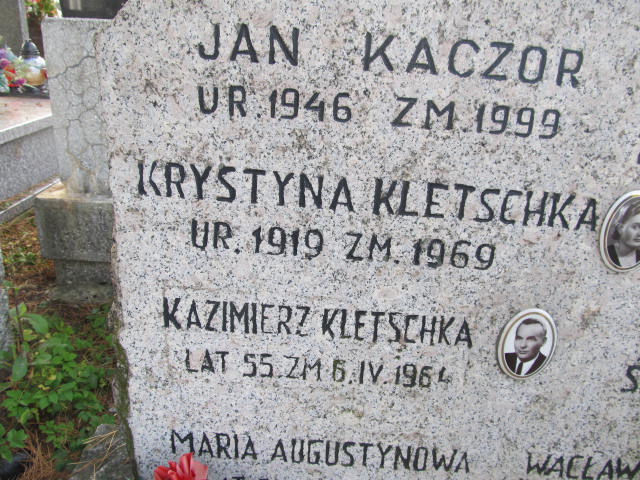 JAN KACZOR
UR. 1946 ZM. 1999
KRYSTYNA KLETSCHKA
UR. 1919 ZM. 1969
KAZIMIERZ KLETSCHKA
LAT 55. ZM 6.IV.1964
MARIA AUGUSTYNOWA WACŁAW